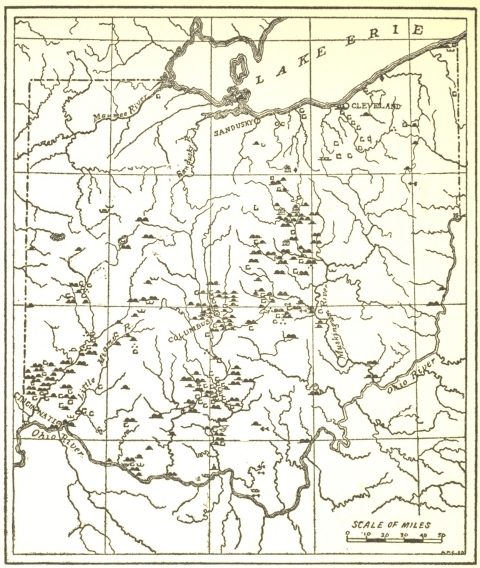 LAKE ERIE
Maumee River
CLEVELAND
SANDUSKY
Sandusky R.
COLUMBUS
Muskingum River
Little Miami R.
CINCINNATI
Ohio River
Ohio River
SCALE OF MILES
0 10 20 30 40 50